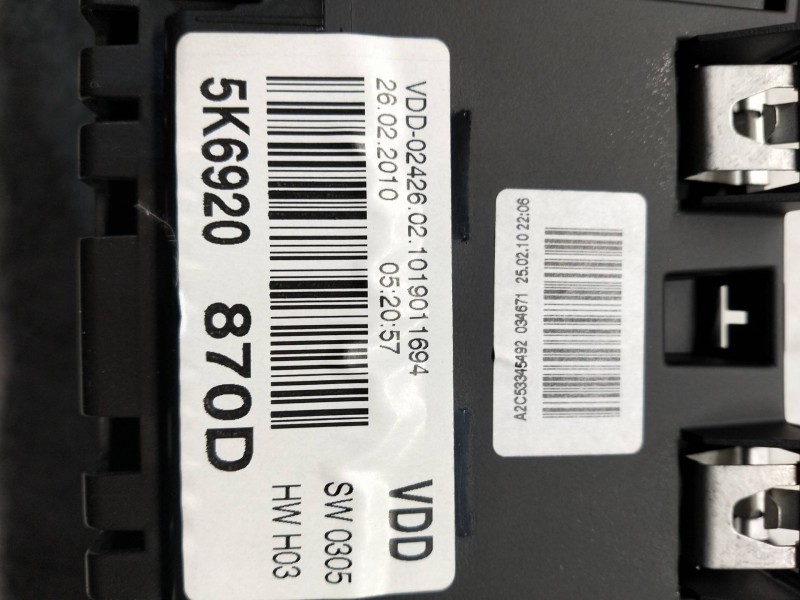 VDD-02426.02.1019011694
26.02.2010 05:20:57
5K6920 870D
VDD
SW 0305
HW H03
A2C53345492 034671 25.02.10 22:06